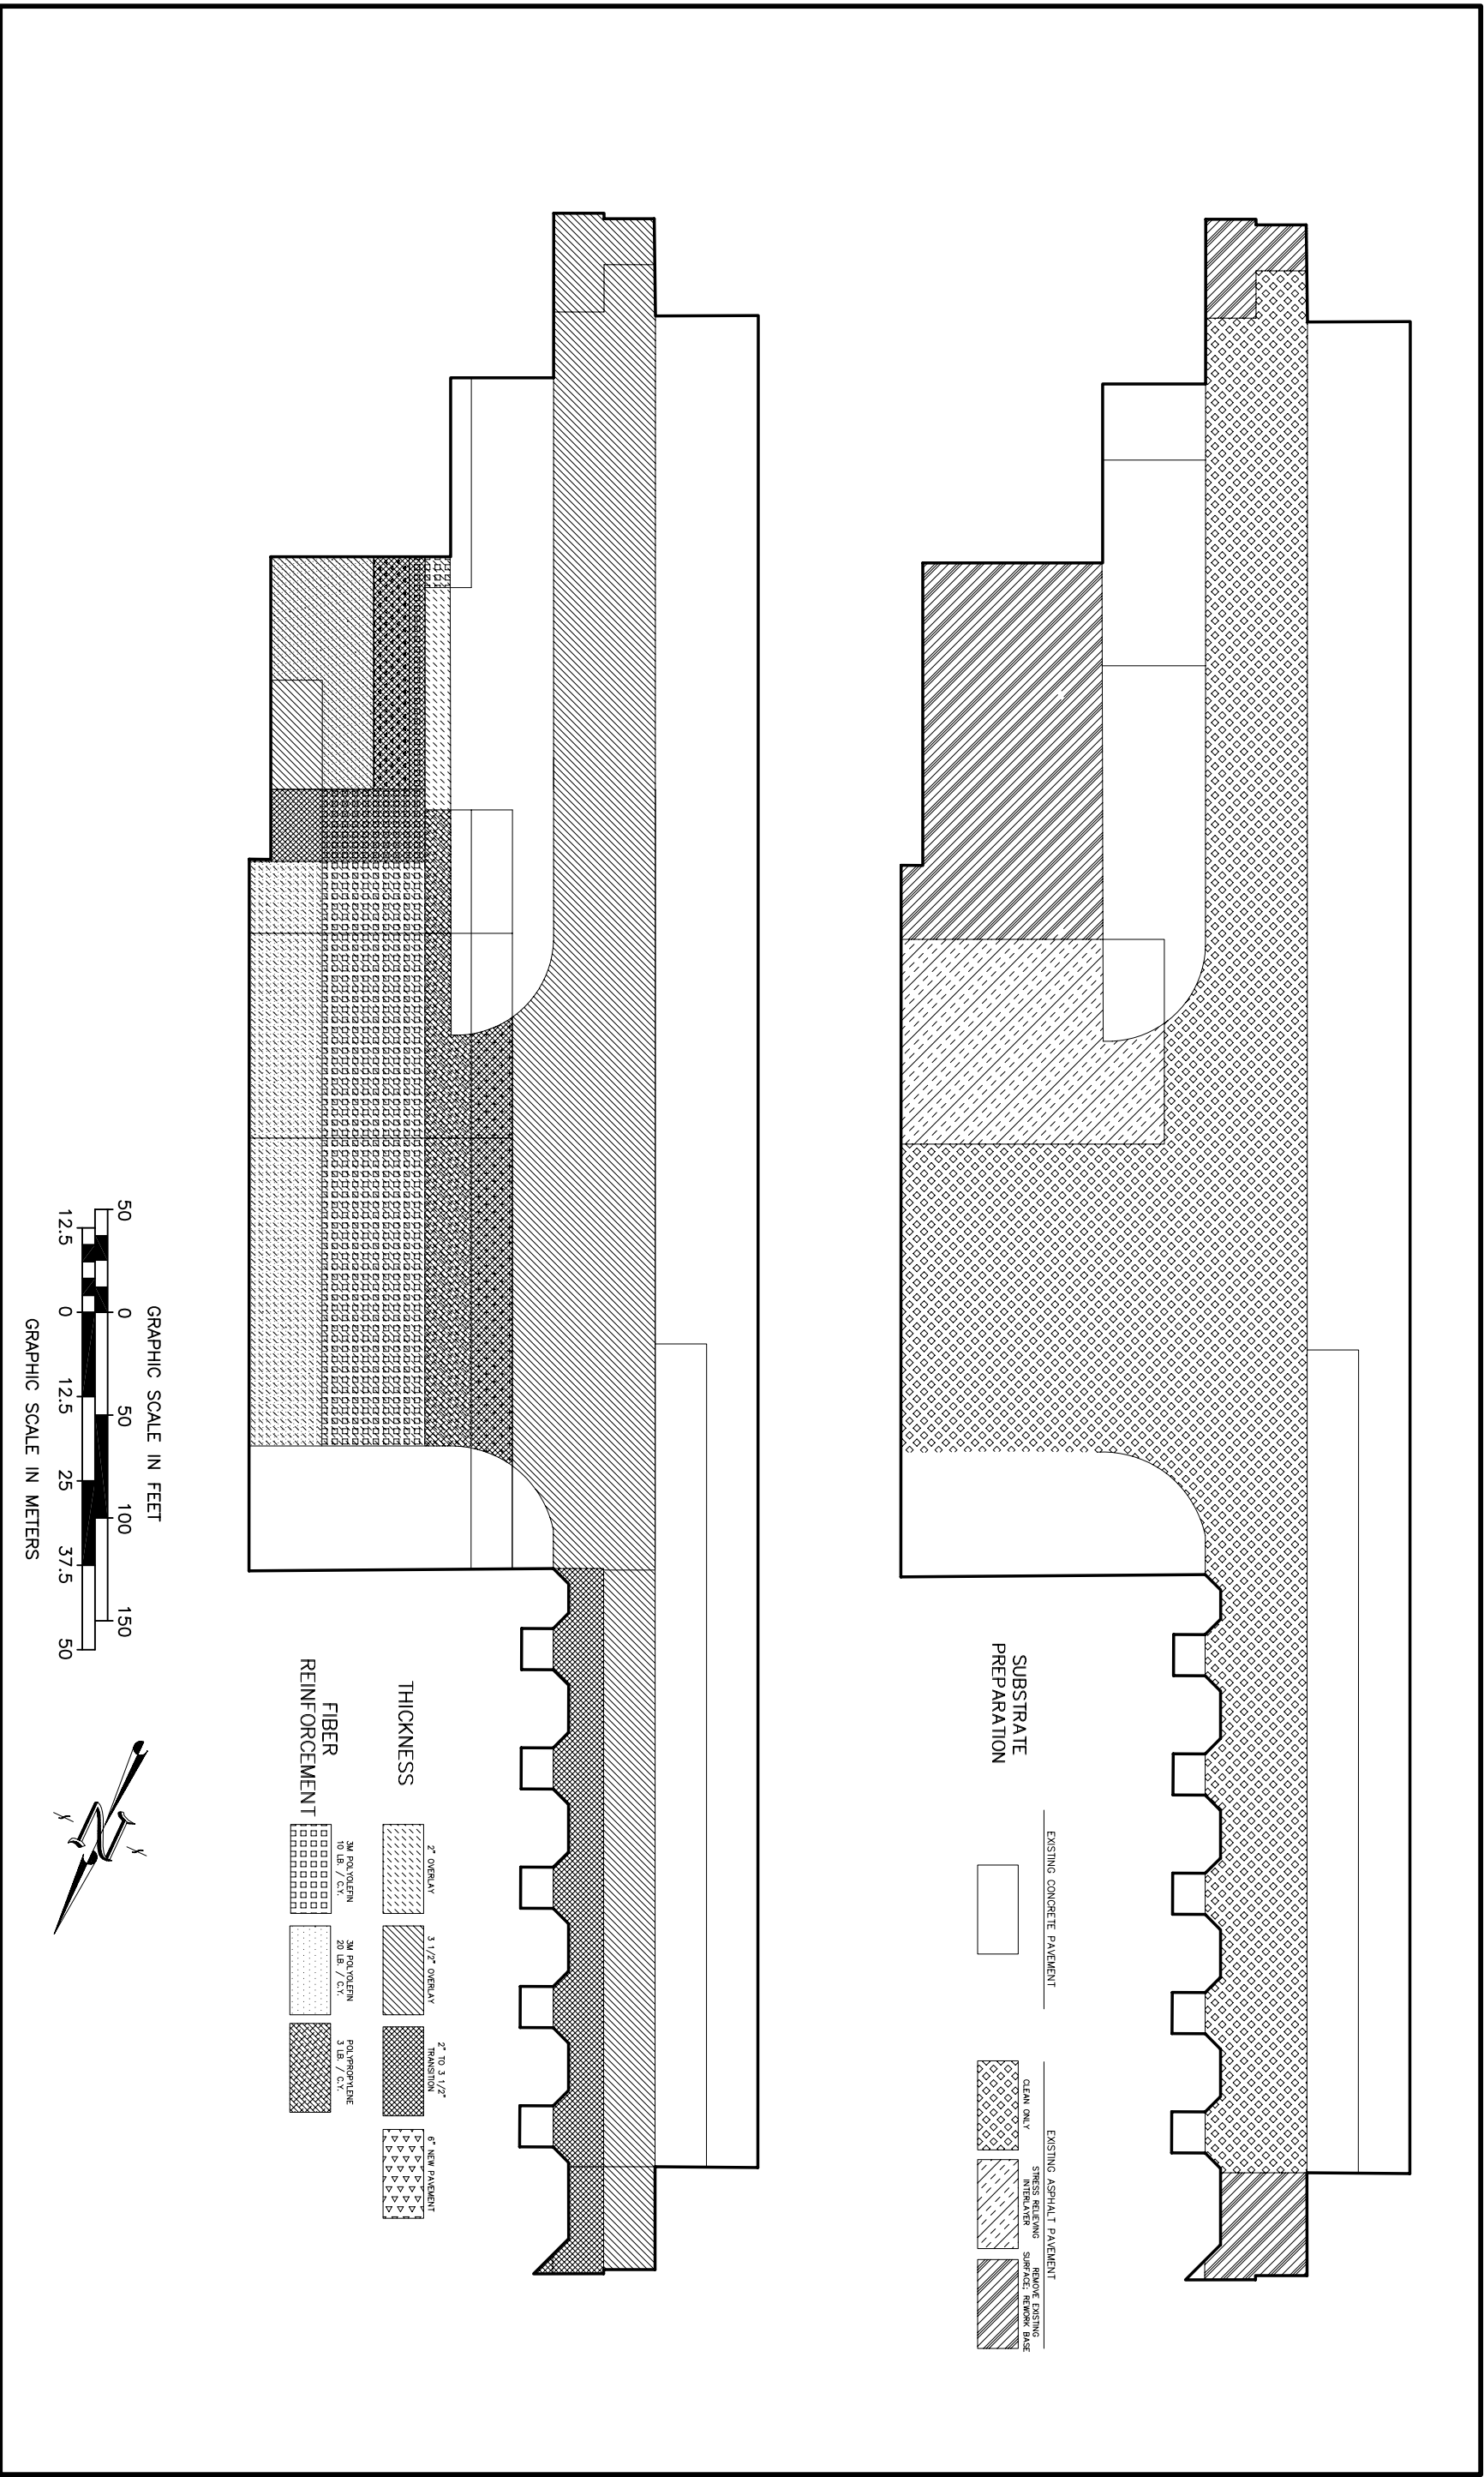 SUBSTRATE
PREPARATION
EXISTING CONCRETE PAVEMENT
EXISTING ASPHALT PAVEMENT
CLEAN ONLY
STRESS RELIEVING
INTERLAYER
REMOVE EXISTING
SURFACE; REWORK BASE
THICKNESS
2" OVERLAY
3 1/2" OVERLAY
2" TO 3 1/2"
TRANSITION
6" NEW PAVEMENT
FIBER
REINFORCEMENT
3M POLYOLEFIN
10 LB. / C.Y.
3M POLYOLEFIN
20 LB. / C.Y.
POLYPROPYLENE
3 LB. / C.Y.
GRAPHIC SCALE IN FEET
50 0 50 100 150
12.5 0 12.5 25 37.5 50
GRAPHIC SCALE IN METERS
N